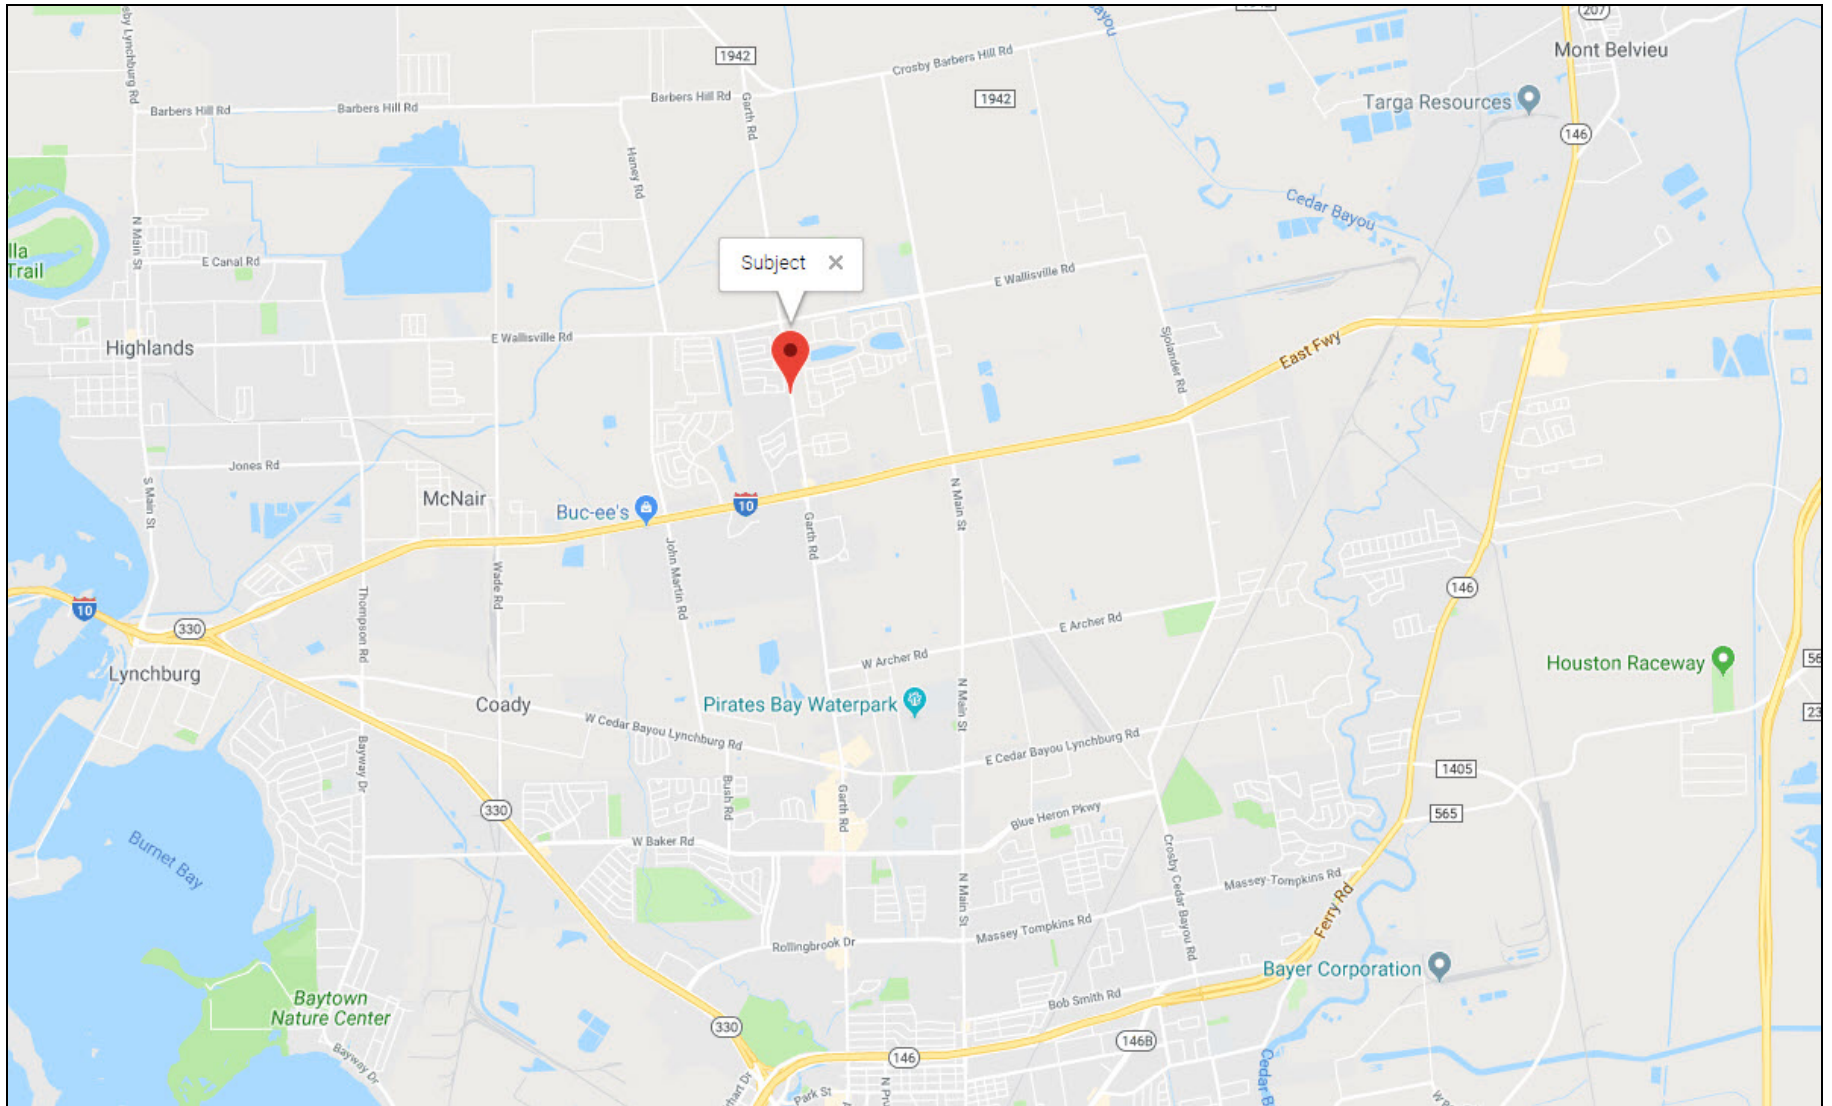 207
Mont Belvieu
1942
Crosby Barbers Hill Rd
Barbers Hill Rd
Barbers Hill Rd
Barbers Hill Rd
1942
Targa Resources
Garth Rd
146
Haney Rd
Cedar Bayou
N Main St
lla
Trail
E Canal Rd
Subject
E Wallisville Rd
E Wallisville Rd
Highlands
Sjolander Rd
East Fwy
Jones Rd
McNair
S Main St
Buc-ee's
10
N Main St
Garth Rd
John Martin Rd
Wade Rd
Thompson Rd
10
330
146
E Archer Rd
W Archer Rd
Houston Raceway
56
Lynchburg
Coady
Pirates Bay Waterpark
N Main St
23
W Cedar Bayou Lynchburg Rd
E Cedar Bayou Lynchburg Rd
Bayway Dr
1405
Bush Rd
Garth Rd
330
565
Blue Heron Pkwy
W Baker Rd
Burnet Bay
Crosby Cedar Bayou Rd
Massey-Tompkins Rd
N Main St
Ferry Rd
Massey Tompkins Rd
Rollingbrook Dr
Bayer Corporation
Baytown
Nature Center
Bob Smith Rd
330
146B
146
Bayway Dr
Park St